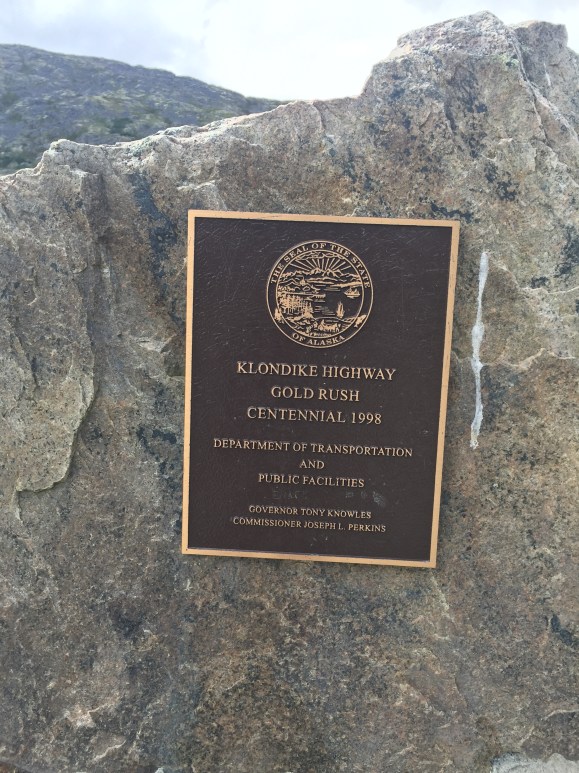 THE SEAL OF THE STATE
OF ALASKA
KLONDIKE HIGHWAY
GOLD RUSH
CENTENNIAL 1998
DEPARTMENT OF TRANSPORTATION
AND
PUBLIC FACILITIES
GOVERNOR TONY KNOWLES
COMMISSIONER JOSEPH L. PERKINS